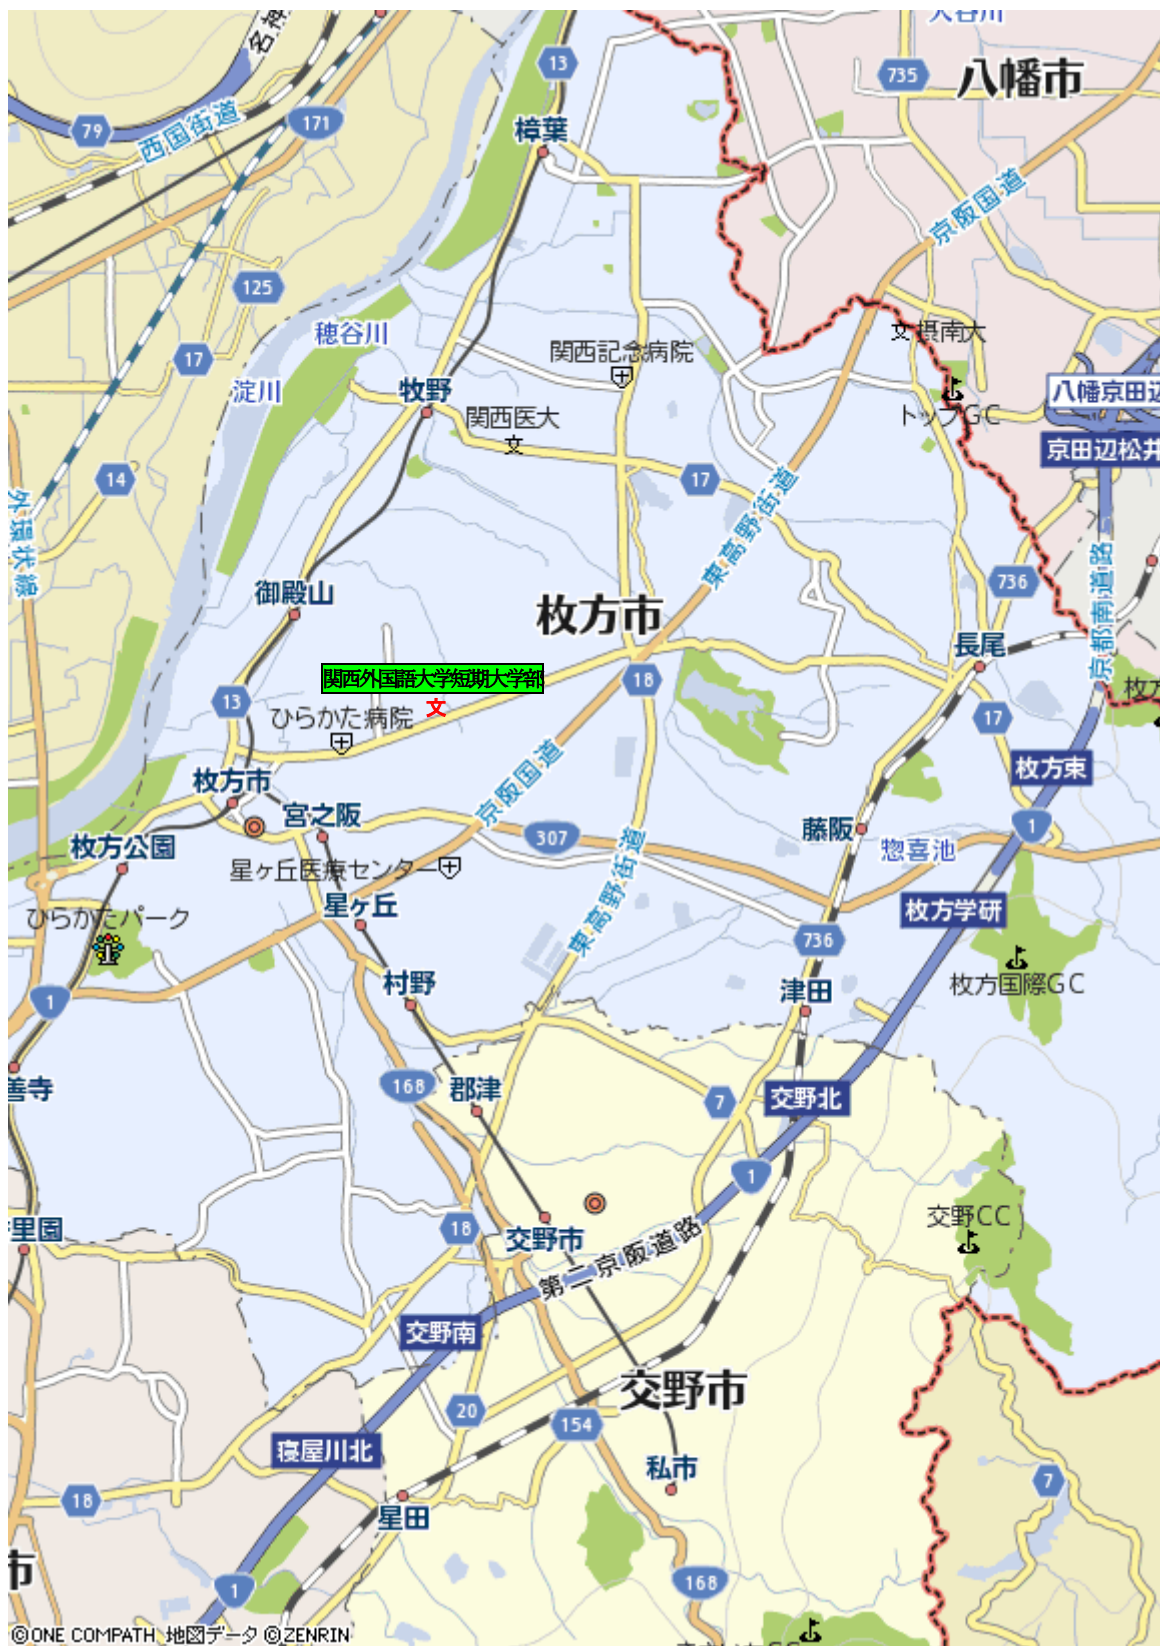 大谷川
八幡市
735
13
名神
79
西国街道
171
樟葉
京阪国道
125
穂谷川
17
淀川
関西記念病院
摂南大
トップGC
八幡京田辺
京田辺松井
牧野
関西医大
17
14
外環状線
東高野街道
736
京都南道路
御殿山
枚方市
長尾
関西外国語大学短期大学部
18
13
ひらかた病院
17
枚方
枚方東
枚方市
宮之阪
京阪国道
307
藤阪
惣喜池
1
枚方公園
星ヶ丘医療センター
東高野街道
枚方学研
ひらかたパーク
星ヶ丘
736
村野
津田
枚方国際GC
1
善寺
168
郡津
7
交野北
1
里園
18
交野市
第二京阪道路
交野CC
交野南
交野市
20
154
寝屋川北
私市
7
18
星田
市
1
168
©ONE COMPATH 地図データ ©ZENRIN